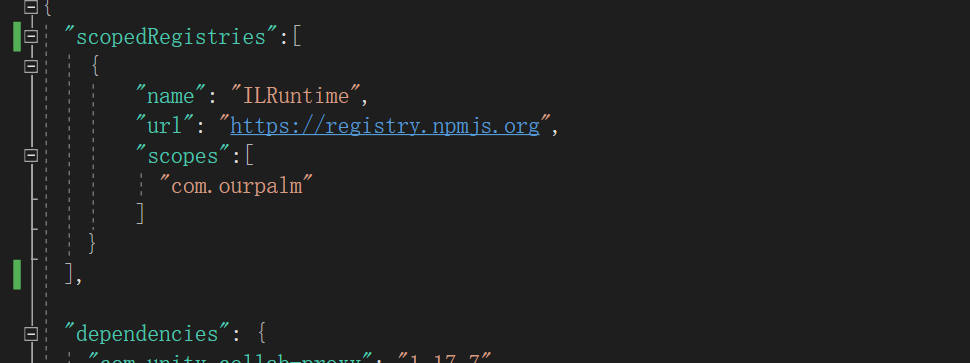 {
"scopedRegistries":[
{
"name": "ILRuntime",
"url": "https://registry.npmjs.org",
"scopes":[
"com.ourpalm"
]
}
],
"dependencies": {
"com.unity.collab-proxy": "1.17.7"